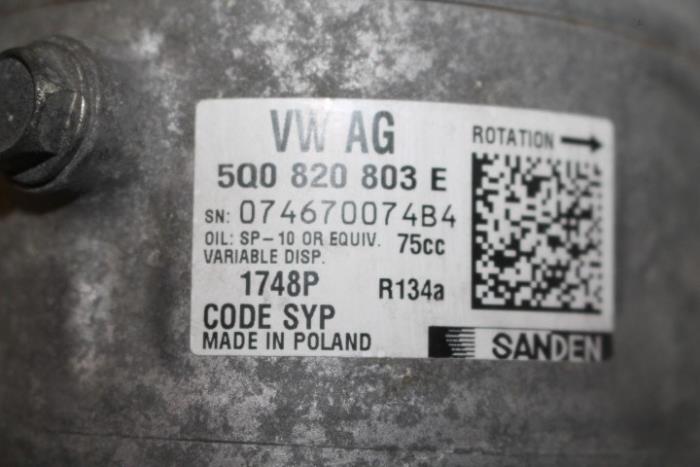 VW AG
ROTATION
5Q0 820 803 E
SN: 074670074B4
OIL: SP-10 OR EQUIV. 75cc
VARIABLE DISP.
1748P R134a
CODE SYP
MADE IN POLAND
SANDEN